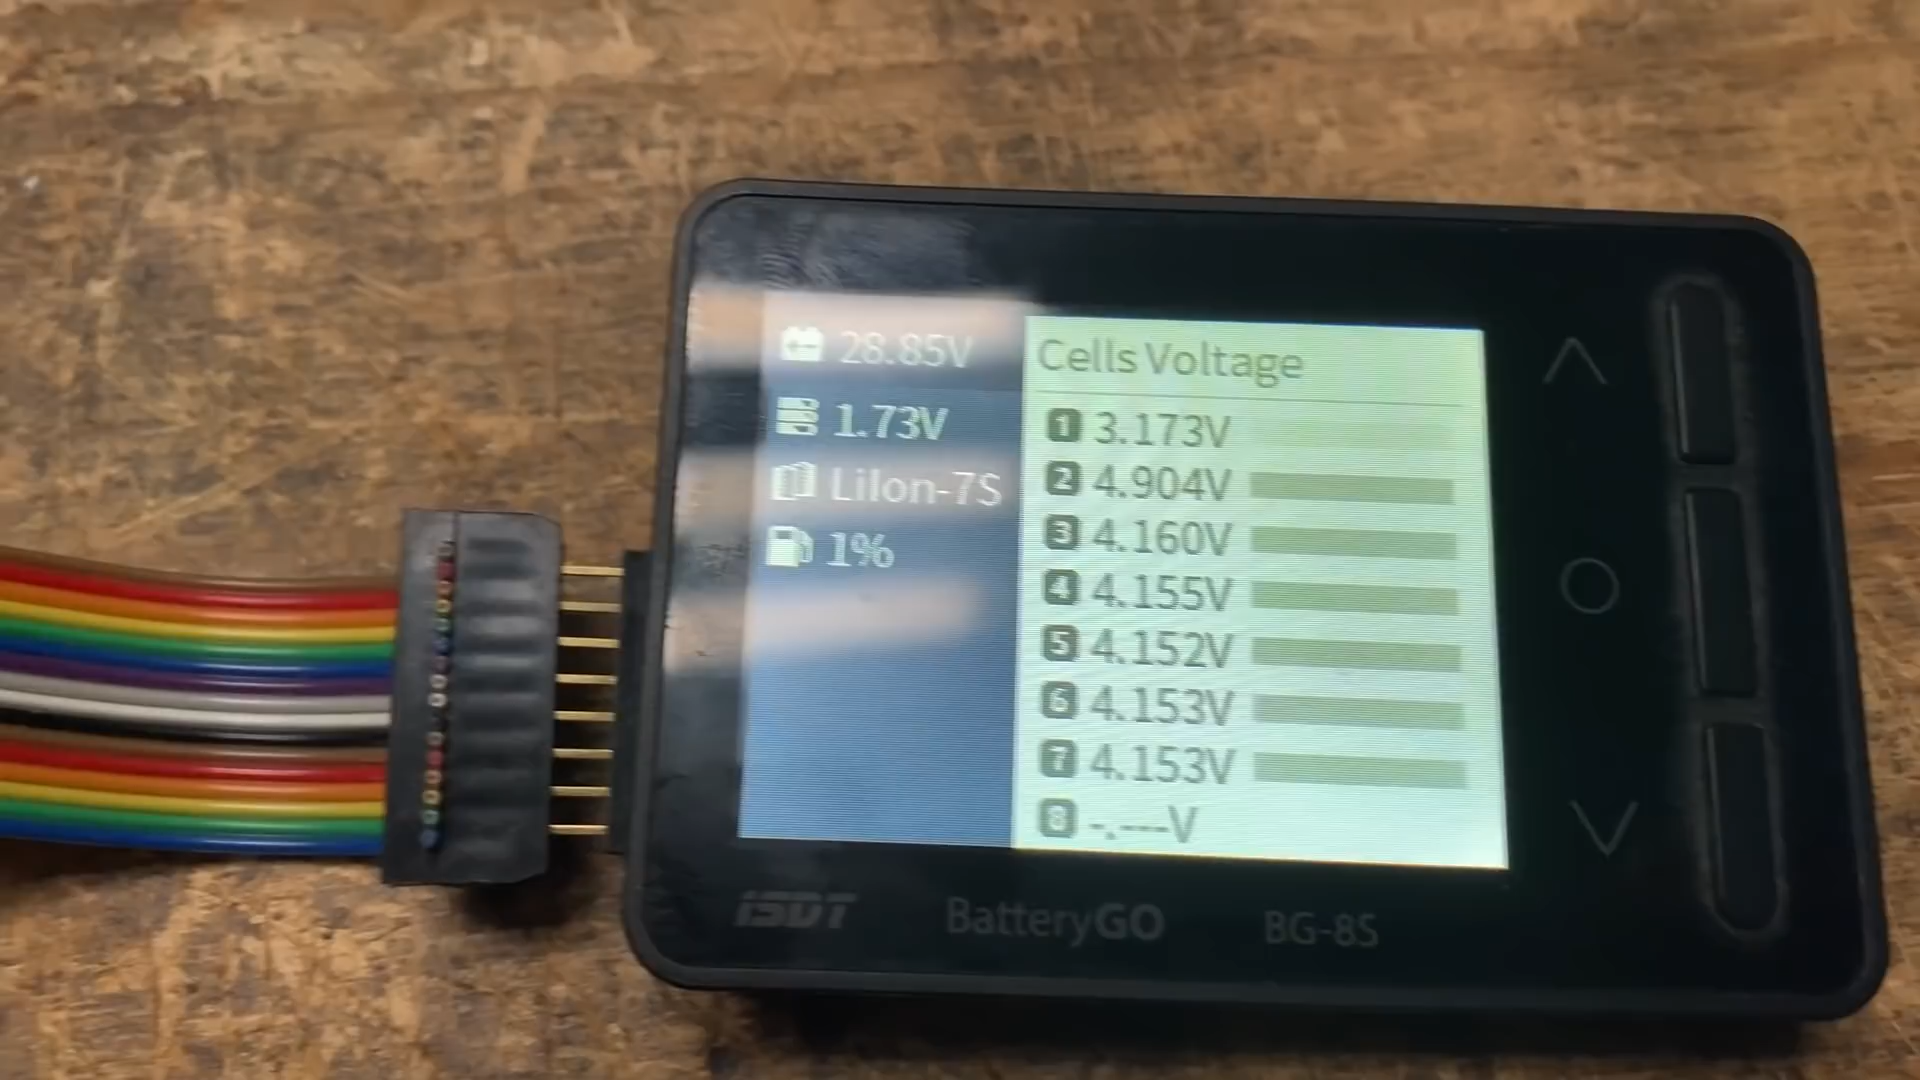 28.85V
1.73V
LiIon-7S
1%
Cells Voltage
1 3.173V
2 4.904V
3 4.160V
4 4.155V
5 4.152V
6 4.153V
7 4.153V
8 -.---V
iSDT BatteryGO BG-8S